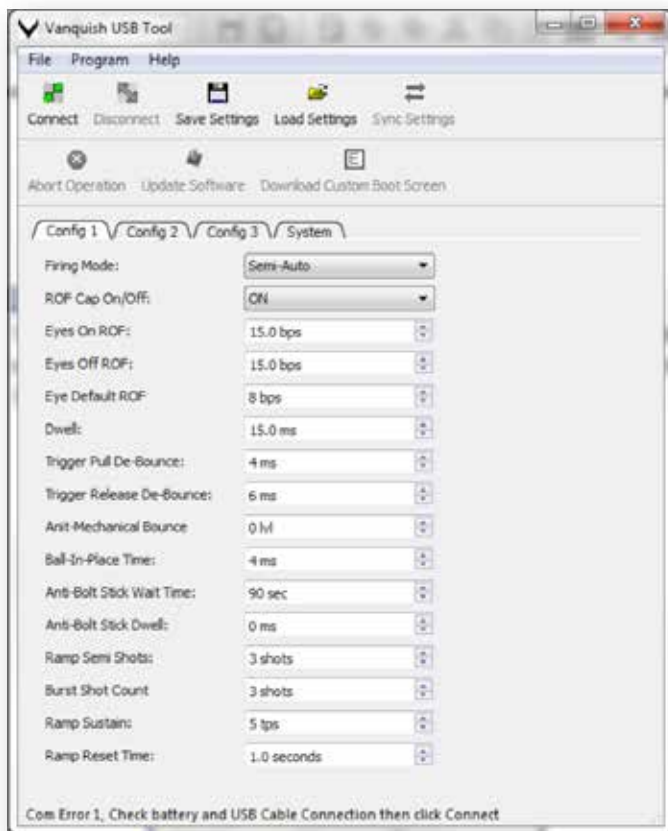 Vanquish USB Tool
File Program Help
Connect Disconnect Save Settings Load Settings Sync Settings
Abort Operation Update Software Download Custom Boot Screen
Config 1 Config 2 Config 3 System
Firing Mode: Semi-Auto
ROF Cap On/Off: ON
Eyes On ROF: 15.0 bps
Eyes Off ROF: 15.0 bps
Eye Default ROF 8 bps
Dwell: 15.0 ms
Trigger Pull De-Bounce: 4 ms
Trigger Release De-Bounce: 6 ms
Anit-Mechanical Bounce 0 lvl
Ball-In-Place Time: 4 ms
Anti-Bolt Stick Wait Time: 90 sec
Anti-Bolt Stick Dwell: 0 ms
Ramp Semi Shots: 3 shots
Burst Shot Count 3 shots
Ramp Sustain: 5 tps
Ramp Reset Time: 1.0 seconds
Com Error 1, Check battery and USB Cable Connection then click Connect